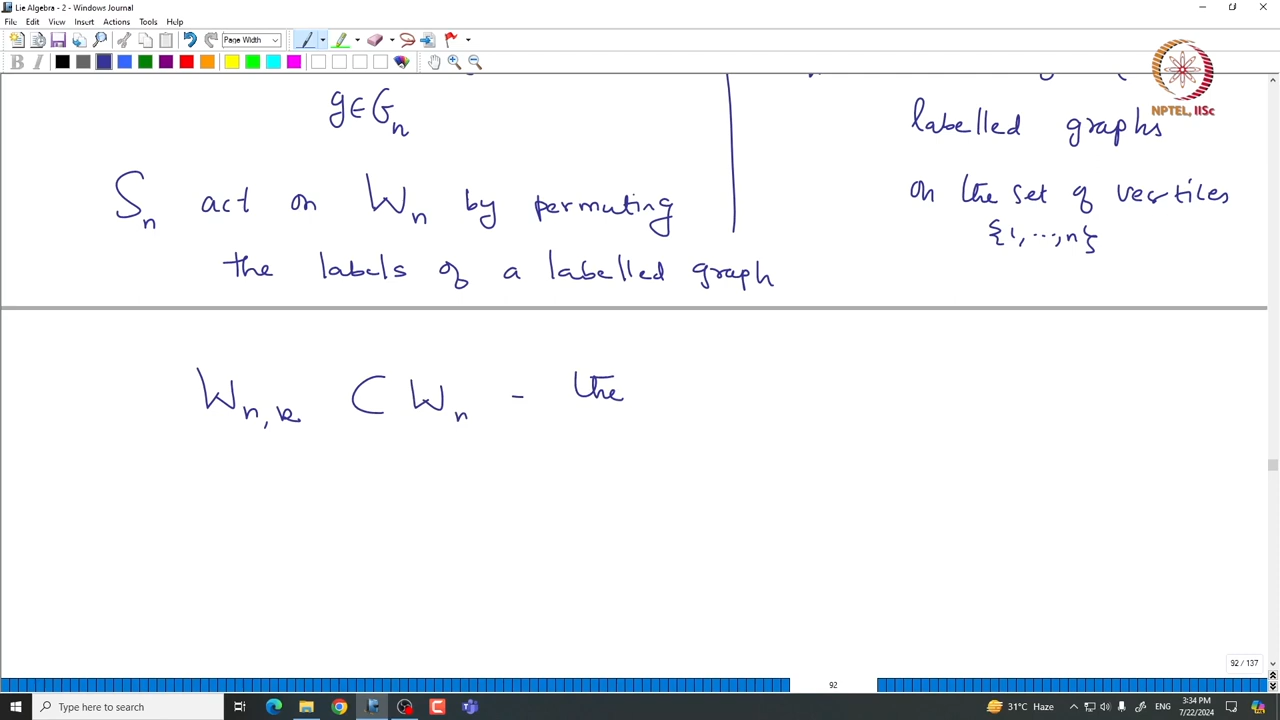 Lie Algebra - 2 - Windows Journal
File Edit View Insert Actions Tools Help
Page Width
NPTEL, IISc
g∈G_n
S_n act on W_n by permuting
the labels of a labelled graph
labelled graphs
on the set of vertices
{1, ..., n}
W_{n,k} ⊂ W_n - the
92 / 137
92
Type here to search
31°C Haze
ENG
3:34 PM
7/22/2024